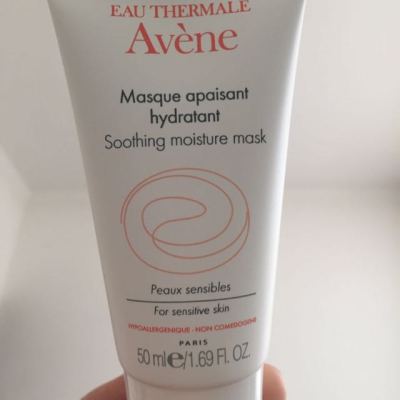 EAU THERMALE
Avène
Masque apaisant
hydratant
Soothing moisture mask
Peaux sensibles
For sensitive skin
HYPOALLERGENIQUE - NON COMEDOGENE
PARIS
50 ml e/1.69 FL. OZ.